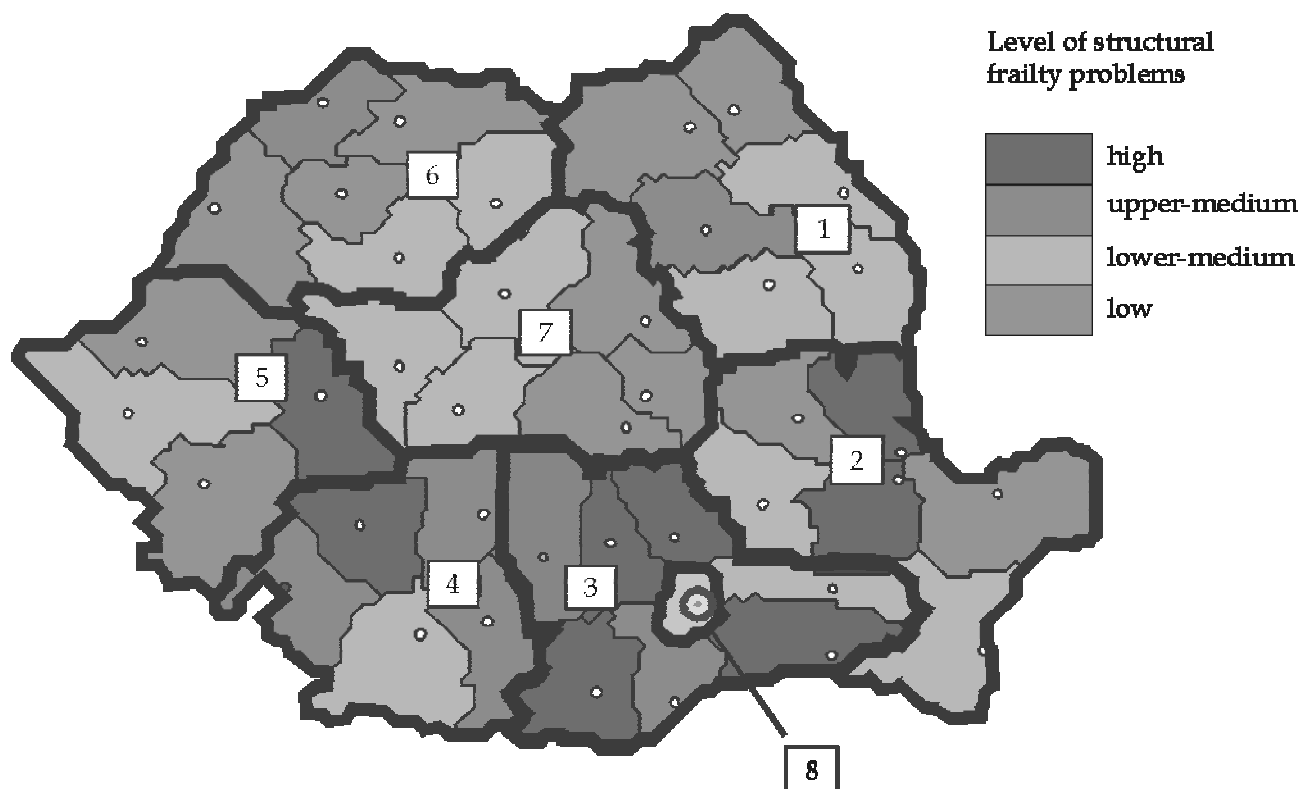 Level of structural
frailty problems
high
upper-medium
lower-medium
low
6
1
7
5
2
4
3
8